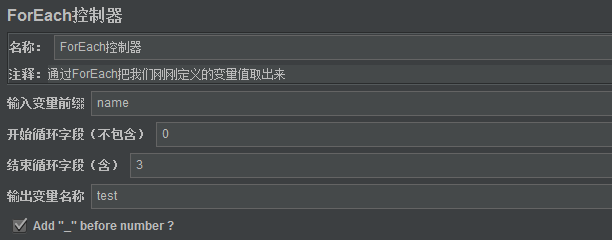 ForEach控制器
名称： ForEach控制器
注释：通过ForEach把我们刚刚定义的变量值取出来
输入变量前缀 name
开始循环字段（不包含） 0
结束循环字段（含） 3
输出变量名称 test
Add "_" before number ?